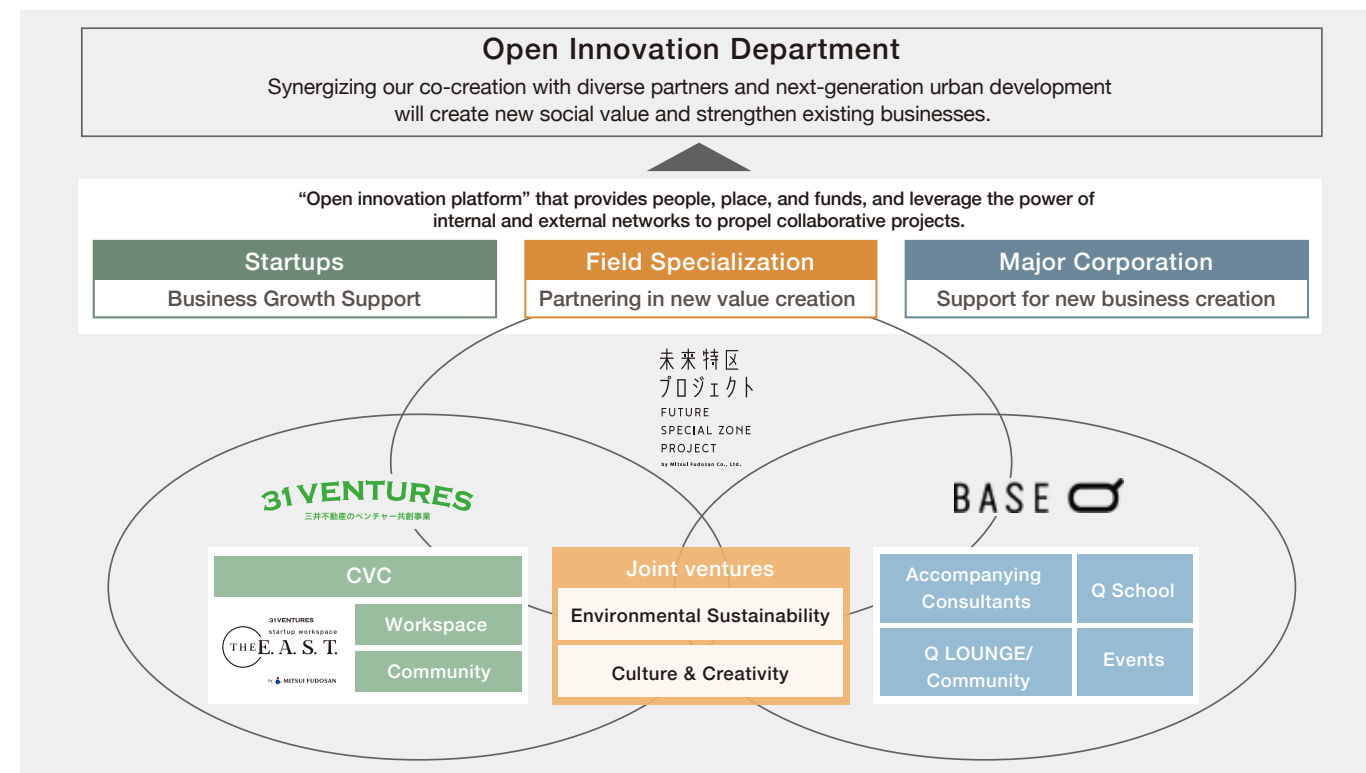 Open Innovation Department
Synergizing our co-creation with diverse partners and next-generation urban development
will create new social value and strengthen existing businesses.
“Open innovation platform” that provides people, place, and funds, and leverage the power of
internal and external networks to propel collaborative projects.
Startups
Business Growth Support
Field Specialization
Partnering in new value creation
Major Corporation
Support for new business creation
未来特区
プロジェクト
FUTURE
SPECIAL ZONE
PROJECT
by Mitsui Fudosan Co., Ltd.
31VENTURES
三井不動産のベンチャー共創事業
BASE Q
CVC
31VENTURES
startup workspace
THE E. A. S. T.
by MITSUI FUDOSAN
Workspace
Community
Joint ventures
Environmental Sustainability
Culture & Creativity
Accompanying
Consultants
Q School
Q LOUNGE/
Community
Events